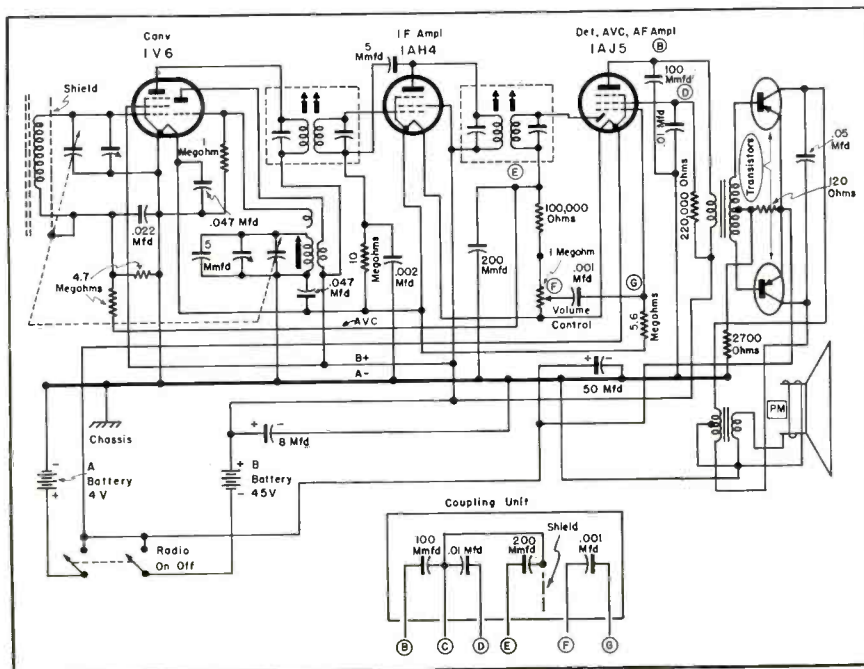 Conv
1V6
IF Ampl
1AH4
Det, AVC, AF Ampl
1AJ5
Shield
5
Mmfd
B
100
Mmfd
D
.01 Mfd
.05
Mfd
Transistors
120
Ohms
1
Megohm
.047 Mfd
.022
Mfd
5
Mmfd
4.7
Megohms
.047
Mfd
10
Megohms
.002 Mfd
E
100,000
Ohms
200
Mmfd
1 Megohm
.001
Mfd
F
G
Volume
Control
5.6
Megohms
220,000 Ohms
2700
Ohms
AVC
B+
A-
50 Mfd
+ -
Chassis
+ -
8 Mfd
PM
-
A
Battery
4V
+
+
B
Battery
45V
-
Radio
On Off
Coupling Unit
Shield
100
Mmfd
.01 Mfd
200
Mmfd
.001
Mfd
B C D E F G